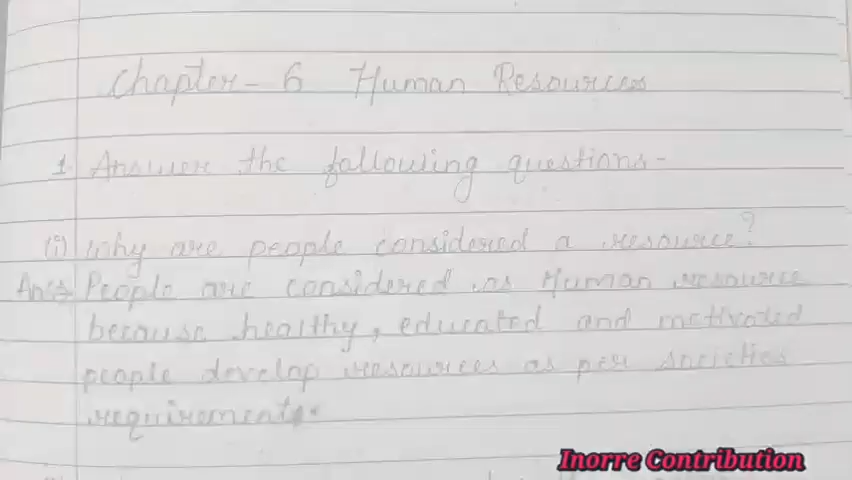 Chapter - 6 Human Resources
1. Answer the following questions-
(i) Why are people considered a resource?
Ans: People are considered as Human resource
because healthy, educated and motivated
people develop resources as per societies
requirements.
Inorre Contribution